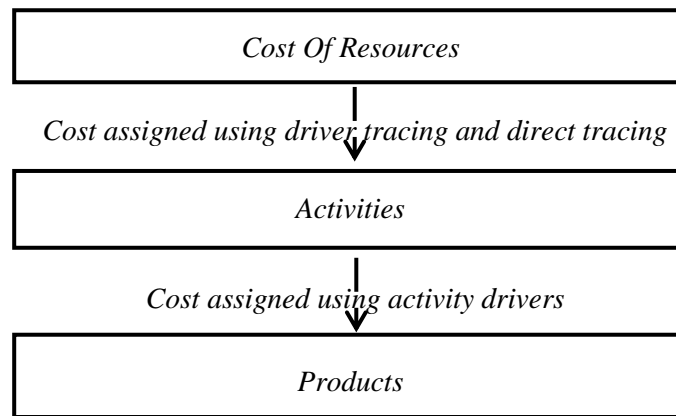 Cost Of Resources
Cost assigned using driver tracing and direct tracing
Activities
Cost assigned using activity drivers
Products